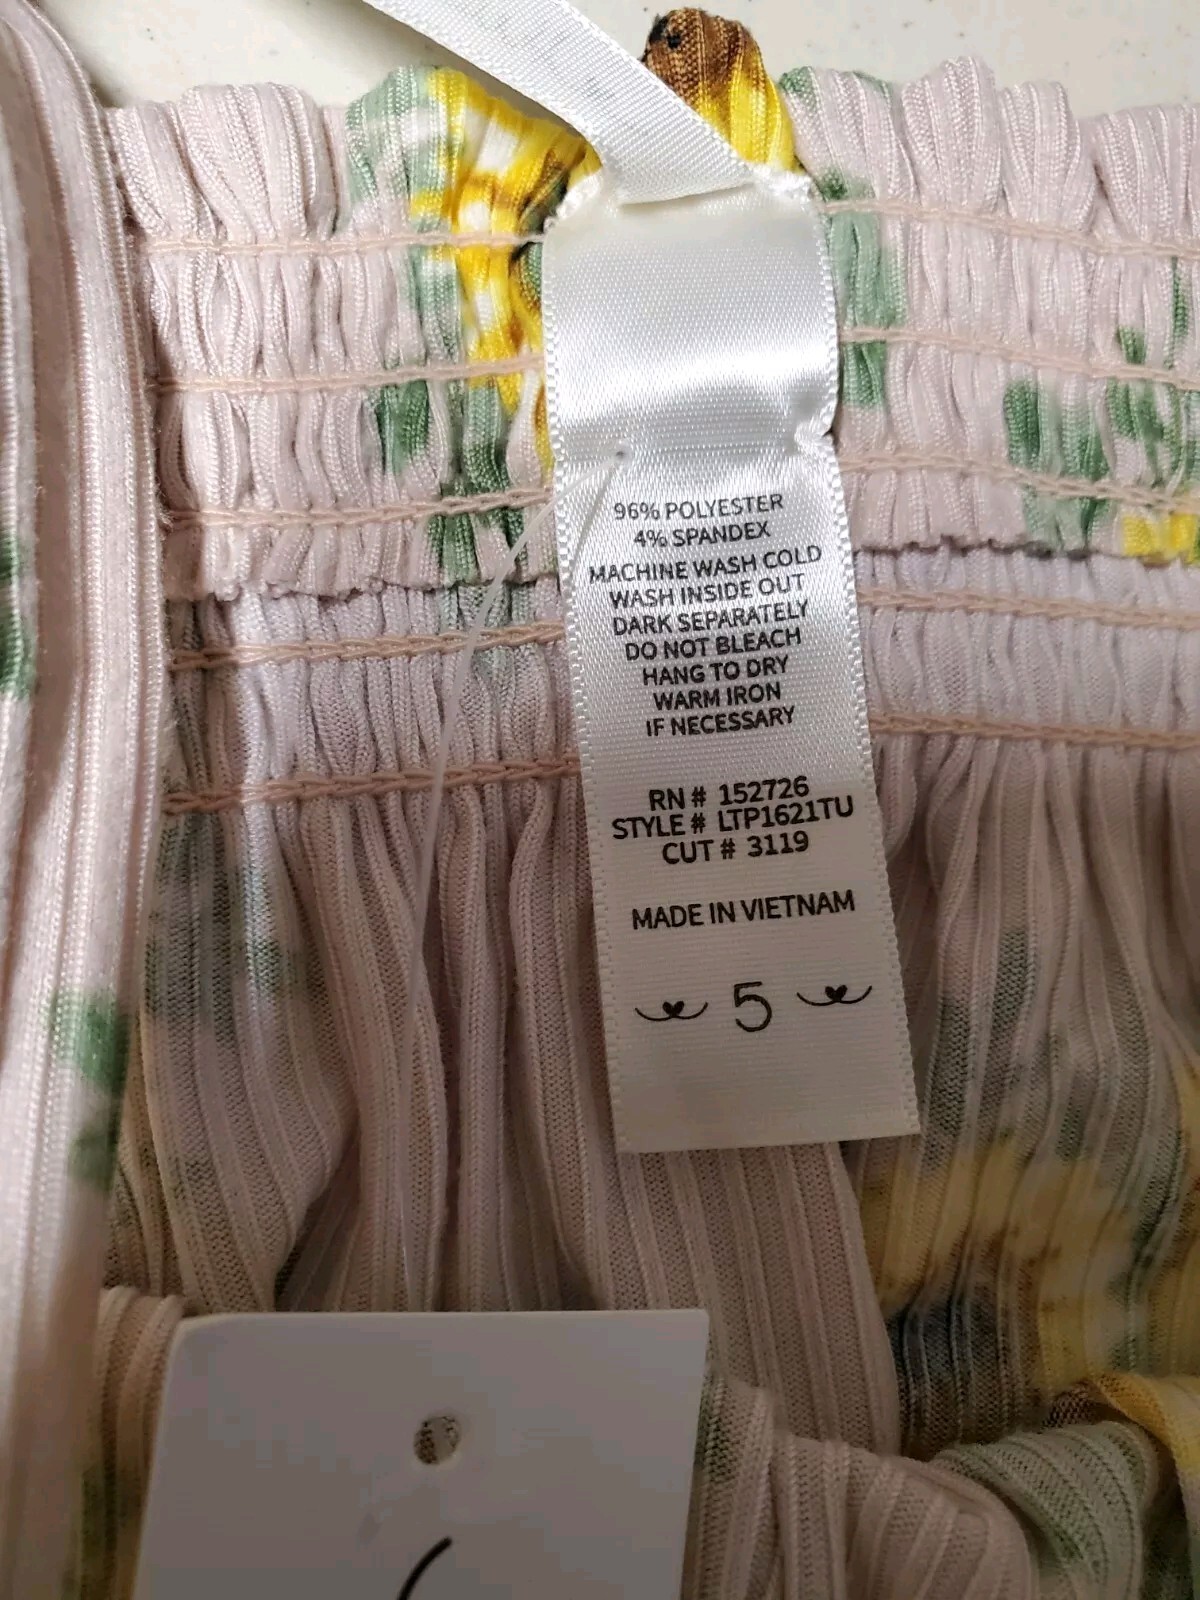 96% POLYESTER
4% SPANDEX
MACHINE WASH COLD
WASH INSIDE OUT
DARK SEPARATELY
DO NOT BLEACH
HANG TO DRY
WARM IRON
IF NECESSARY
RN # 152726
STYLE # LTP1621TU
CUT # 3119
MADE IN VIETNAM
5